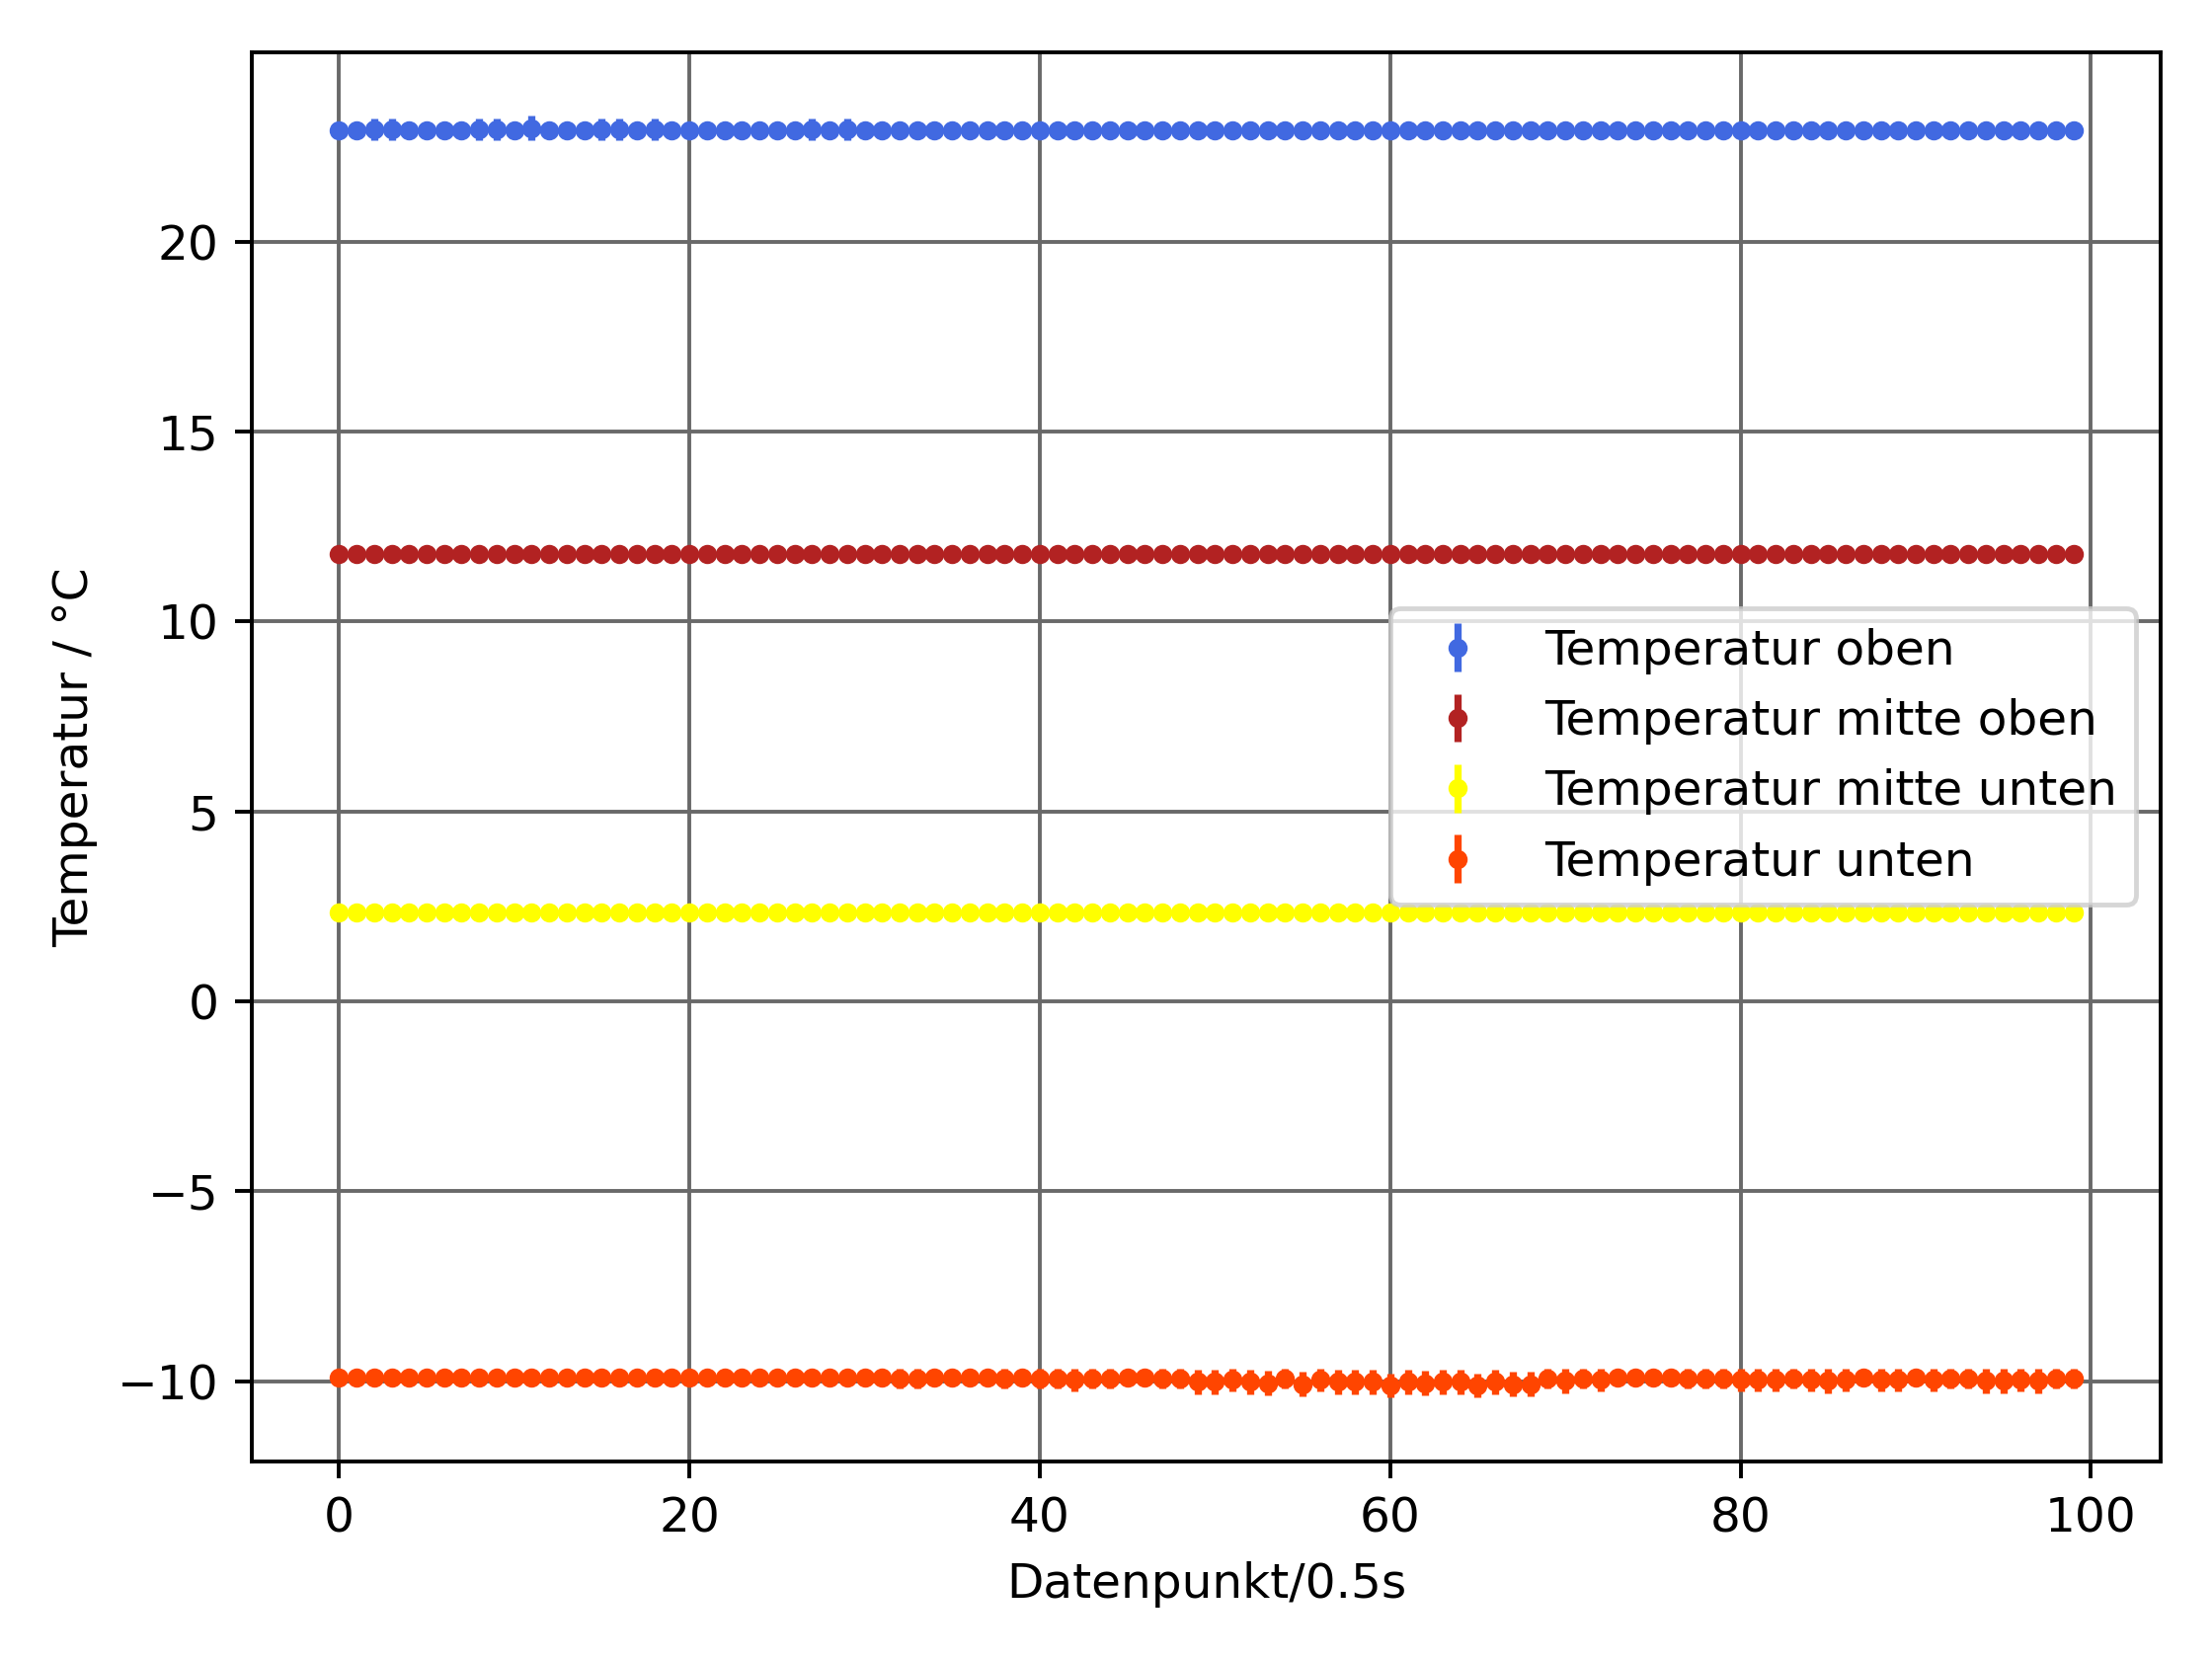 20
15
10
5
0
−5
−10
Temperatur / °C
Temperatur oben
Temperatur mitte oben
Temperatur mitte unten
Temperatur unten
0 20 40 60 80 100
Datenpunkt/0.5s